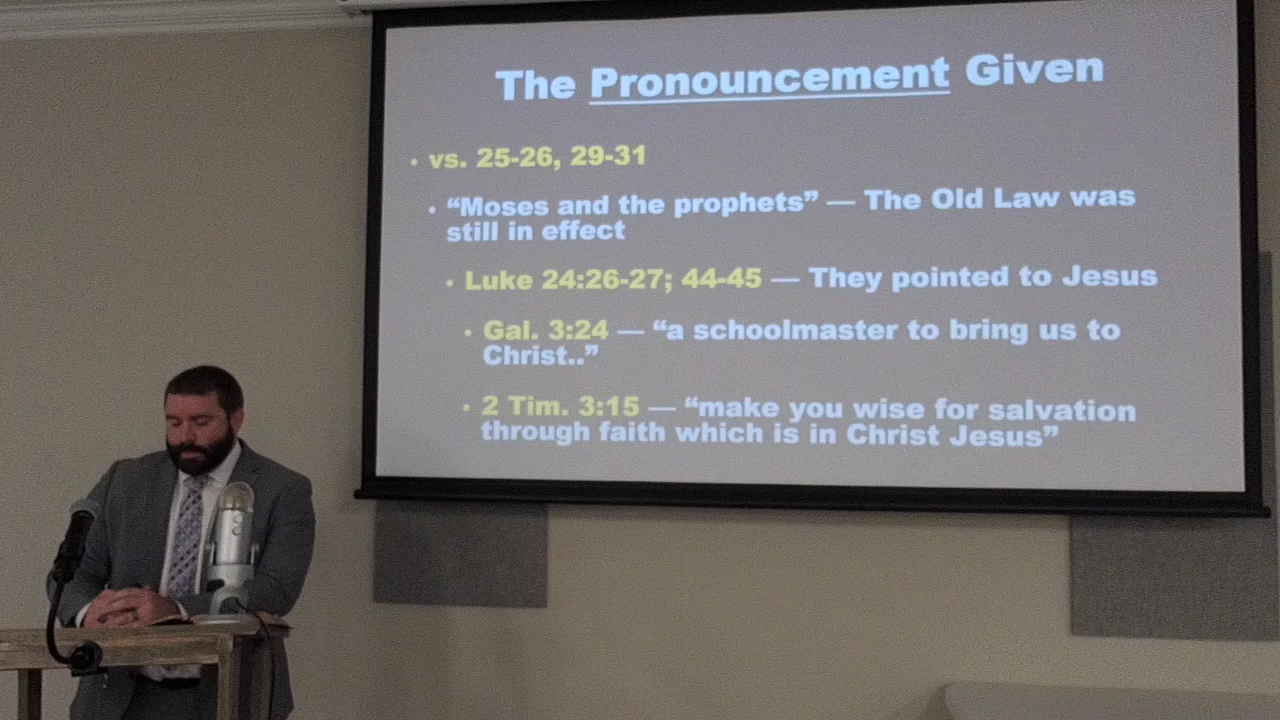 The Pronouncement Given
• vs. 25-26, 29-31
• “Moses and the prophets” — The Old Law was
still in effect
• Luke 24:26-27; 44-45 — They pointed to Jesus
• Gal. 3:24 — “a schoolmaster to bring us to
Christ..”
• 2 Tim. 3:15 — “make you wise for salvation
through faith which is in Christ Jesus”